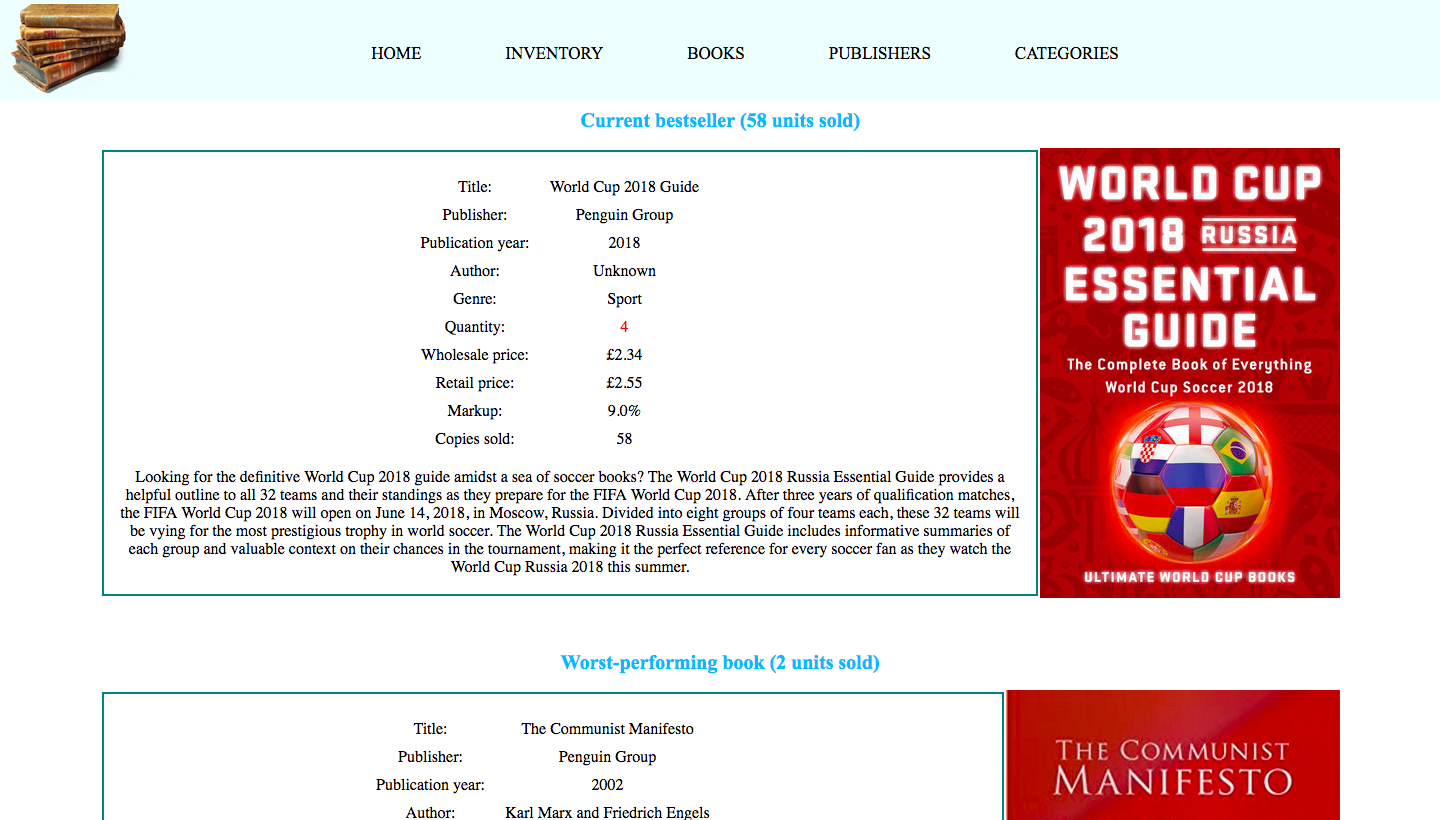 HOME INVENTORY BOOKS PUBLISHERS CATEGORIES
Current bestseller (58 units sold)
Title: World Cup 2018 Guide
Publisher: Penguin Group
Publication year: 2018
Author: Unknown
Genre: Sport
Quantity: 4
Wholesale price: £2.34
Retail price: £2.55
Markup: 9.0%
Copies sold: 58
Looking for the definitive World Cup 2018 guide amidst a sea of soccer books? The World Cup 2018 Russia Essential Guide provides a
helpful outline to all 32 teams and their standings as they prepare for the FIFA World Cup 2018. After three years of qualification matches,
the FIFA World Cup 2018 will open on June 14, 2018, in Moscow, Russia. Divided into eight groups of four teams each, these 32 teams will
be vying for the most prestigious trophy in world soccer. The World Cup 2018 Russia Essential Guide includes informative summaries of
each group and valuable context on their chances in the tournament, making it the perfect reference for every soccer fan as they watch the
World Cup Russia 2018 this summer.
WORLD CUP
2018 RUSSIA
ESSENTIAL
GUIDE
The Complete Book of Everything
World Cup Soccer 2018
ULTIMATE WORLD CUP BOOKS
Worst-performing book (2 units sold)
Title: The Communist Manifesto
Publisher: Penguin Group
Publication year: 2002
Author: Karl Marx and Friedrich Engels
THE COMMUNIST
MANIFESTO